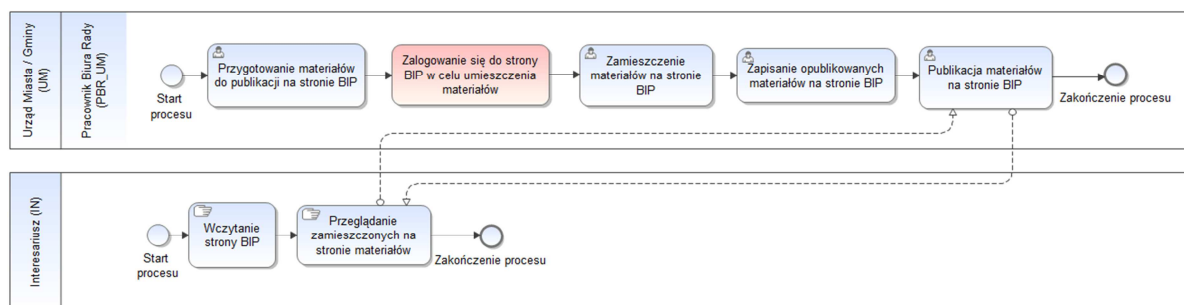 Urząd Miasta / Gminy
(UM)
Pracownik Biura Rady
(PBR_UM)
Start
procesu
Przygotowanie materiałów
do publikacji na stronie BIP
Zalogowanie się do strony
BIP w celu umieszczenia
materiałów
Zamieszczenie
materiałów na stronie
BIP
Zapisanie opublikowanych
materiałów na stronie BIP
Publikacja materiałów
na stronie BIP
Zakończenie procesu
Interesariusz (IN)
Start
procesu
Wczytanie
strony BIP
Przeglądanie
zamieszczonych na
stronie materiałów
Zakończenie procesu